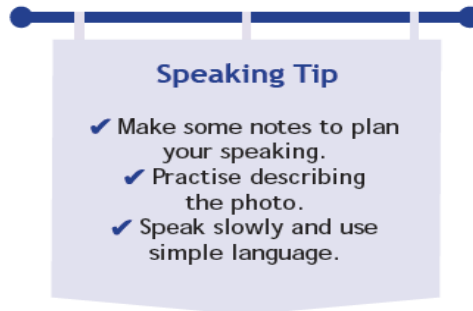 Speaking Tip
✔ Make some notes to plan
your speaking.
✔ Practise describing
the photo.
✔ Speak slowly and use
simple language.